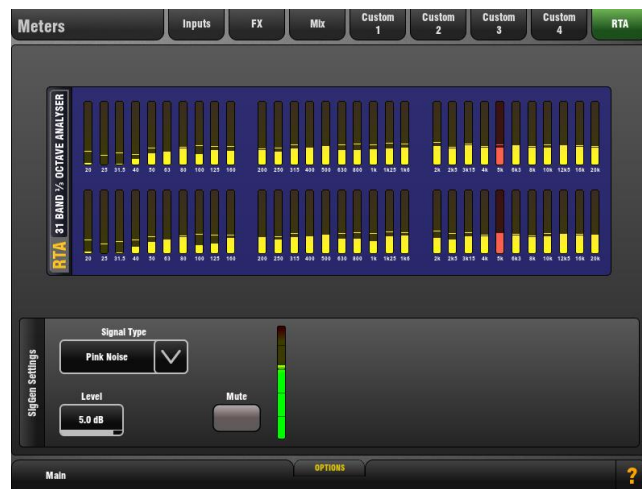 Meters
Inputs
FX
Mix
Custom
1
Custom
2
Custom
3
Custom
4
RTA
RTA 31 BAND ⅓ OCTAVE ANALYSER
20 25 31.5 40 50 63 80 100 125 160 200 250 315 400 500 630 800 1k 1k25 1k6 2k 2k5 3k15 4k 5k 6k3 8k 10k 12k5 16k 20k
20 25 31.5 40 50 63 80 100 125 160 200 250 315 400 500 630 800 1k 1k25 1k6 2k 2k5 3k15 4k 5k 6k3 8k 10k 12k5 16k 20k
SigGen Settings
Signal Type
Pink Noise
Level
Mute
5.0 dB
Main
OPTIONS
?